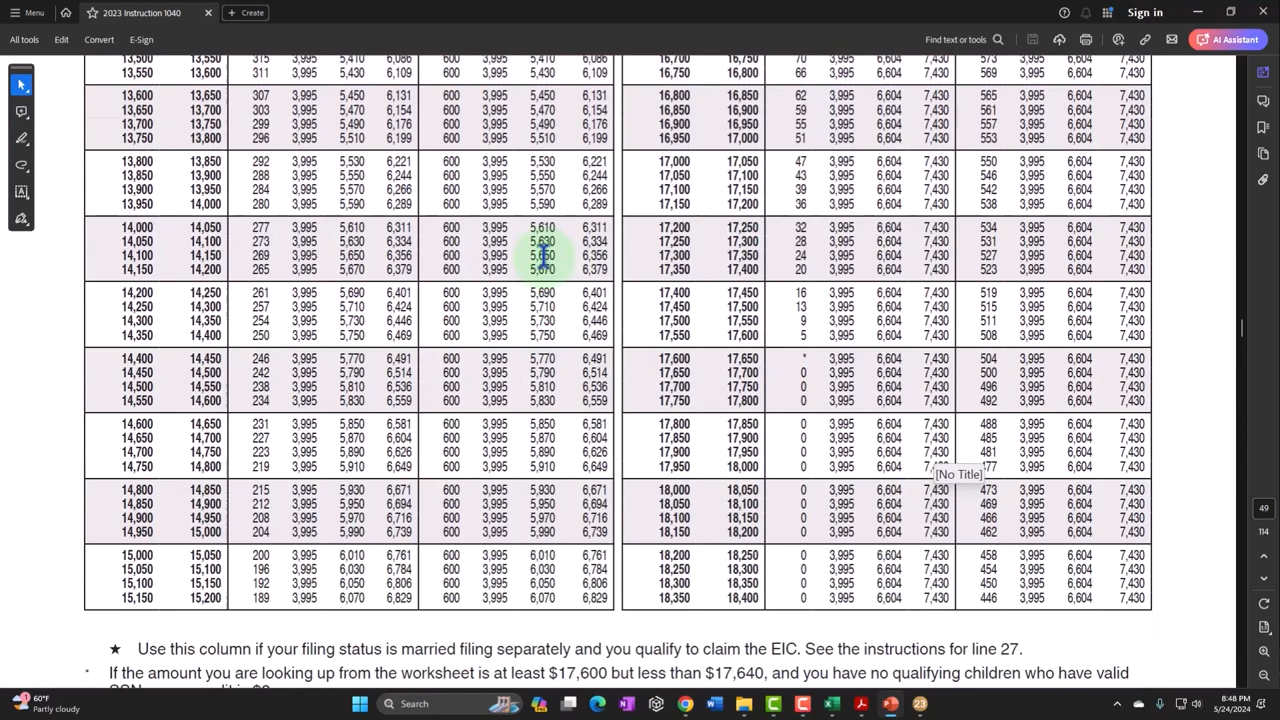 Menu
2023 Instruction 1040
Create
Sign in
All tools Edit Convert E-Sign
Find text or tools
AI Assistant
13,500 13,550 315 5,410 6,086 600 3,995 5,410 6,086
13,550 13,600 311 3,995 5,430 6,109 600 3,995 5,430 6,109
13,600 13,650 307 3,995 5,450 6,131 600 3,995 5,450 6,131
13,650 13,700 303 3,995 5,470 6,154 600 3,995 5,470 6,154
13,700 13,750 299 3,995 5,490 6,176 600 3,995 5,490 6,176
13,750 13,800 296 3,995 5,510 6,199 600 3,995 5,510 6,199
13,800 13,850 292 3,995 5,530 6,221 600 3,995 5,530 6,221
13,850 13,900 288 3,995 5,550 6,244 600 3,995 5,550 6,244
13,900 13,950 284 3,995 5,570 6,266 600 3,995 5,570 6,266
13,950 14,000 280 3,995 5,590 6,289 600 3,995 5,590 6,289
14,000 14,050 277 3,995 5,610 6,311 600 3,995 5,610 6,311
14,050 14,100 273 3,995 5,630 6,334 600 3,995 5,630 6,334
14,100 14,150 269 3,995 5,650 6,356 600 3,995 5,650 6,356
14,150 14,200 265 3,995 5,670 6,379 600 3,995 5,670 6,379
14,200 14,250 261 3,995 5,690 6,401 600 3,995 5,690 6,401
14,250 14,300 257 3,995 5,710 6,424 600 3,995 5,710 6,424
14,300 14,350 254 3,995 5,730 6,446 600 3,995 5,730 6,446
14,350 14,400 250 3,995 5,750 6,469 600 3,995 5,750 6,469
14,400 14,450 246 3,995 5,770 6,491 600 3,995 5,770 6,491
14,450 14,500 242 3,995 5,790 6,514 600 3,995 5,790 6,514
14,500 14,550 238 3,995 5,810 6,536 600 3,995 5,810 6,536
14,550 14,600 234 3,995 5,830 6,559 600 3,995 5,830 6,559
14,600 14,650 231 3,995 5,850 6,581 600 3,995 5,850 6,581
14,650 14,700 227 3,995 5,870 6,604 600 3,995 5,870 6,604
14,700 14,750 223 3,995 5,890 6,626 600 3,995 5,890 6,626
14,750 14,800 219 3,995 5,910 6,649 600 3,995 5,910 6,649
14,800 14,850 215 3,995 5,930 6,671 600 3,995 5,930 6,671
14,850 14,900 212 3,995 5,950 6,694 600 3,995 5,950 6,694
14,900 14,950 208 3,995 5,970 6,716 600 3,995 5,970 6,716
14,950 15,000 204 3,995 5,990 6,739 600 3,995 5,990 6,739
15,000 15,050 200 3,995 6,010 6,761 600 3,995 6,010 6,761
15,050 15,100 196 3,995 6,030 6,784 600 3,995 6,030 6,784
15,100 15,150 192 3,995 6,050 6,806 600 3,995 6,050 6,806
15,150 15,200 189 3,995 6,070 6,829 600 3,995 6,070 6,829
16,700 16,750 70 3,995 6,604 7,430 573 3,995 6,604 7,430
16,750 16,800 66 3,995 6,604 7,430 569 3,995 6,604 7,430
16,800 16,850 62 3,995 6,604 7,430 565 3,995 6,604 7,430
16,850 16,900 59 3,995 6,604 7,430 561 3,995 6,604 7,430
16,900 16,950 55 3,995 6,604 7,430 557 3,995 6,604 7,430
16,950 17,000 51 3,995 6,604 7,430 553 3,995 6,604 7,430
17,000 17,050 47 3,995 6,604 7,430 550 3,995 6,604 7,430
17,050 17,100 43 3,995 6,604 7,430 546 3,995 6,604 7,430
17,100 17,150 39 3,995 6,604 7,430 542 3,995 6,604 7,430
17,150 17,200 36 3,995 6,604 7,430 538 3,995 6,604 7,430
17,200 17,250 32 3,995 6,604 7,430 534 3,995 6,604 7,430
17,250 17,300 28 3,995 6,604 7,430 531 3,995 6,604 7,430
17,300 17,350 24 3,995 6,604 7,430 527 3,995 6,604 7,430
17,350 17,400 20 3,995 6,604 7,430 523 3,995 6,604 7,430
17,400 17,450 16 3,995 6,604 7,430 519 3,995 6,604 7,430
17,450 17,500 13 3,995 6,604 7,430 515 3,995 6,604 7,430
17,500 17,550 9 3,995 6,604 7,430 511 3,995 6,604 7,430
17,550 17,600 5 3,995 6,604 7,430 508 3,995 6,604 7,430
17,600 17,650 * 3,995 6,604 7,430 504 3,995 6,604 7,430
17,650 17,700 0 3,995 6,604 7,430 500 3,995 6,604 7,430
17,700 17,750 0 3,995 6,604 7,430 496 3,995 6,604 7,430
17,750 17,800 0 3,995 6,604 7,430 492 3,995 6,604 7,430
17,800 17,850 0 3,995 6,604 7,430 488 3,995 6,604 7,430
17,850 17,900 0 3,995 6,604 7,430 485 3,995 6,604 7,430
17,900 17,950 0 3,995 6,604 7,430 481 3,995 6,604 7,430
17,950 18,000 0 3,995 6,604 3,995 6,604 7,430
[No Title]
18,000 18,050 0 3,995 6,604 7,430 473 3,995 6,604 7,430
18,050 18,100 0 3,995 6,604 7,430 469 3,995 6,604 7,430
18,100 18,150 0 3,995 6,604 7,430 466 3,995 6,604 7,430
18,150 18,200 0 3,995 6,604 7,430 462 3,995 6,604 7,430
18,200 18,250 0 3,995 6,604 7,430 458 3,995 6,604 7,430
18,250 18,300 0 3,995 6,604 7,430 454 3,995 6,604 7,430
18,300 18,350 0 3,995 6,604 7,430 450 3,995 6,604 7,430
18,350 18,400 0 3,995 6,604 7,430 446 3,995 6,604 7,430
49
114
★ Use this column if your filing status is married filing separately and you qualify to claim the EIC. See the instructions for line 27.
* If the amount you are looking up from the worksheet is at least $17,600 but less than $17,640, and you have no qualifying children who have valid
60°F
Partly cloudy
Search
23
8:48 PM
5/24/2024